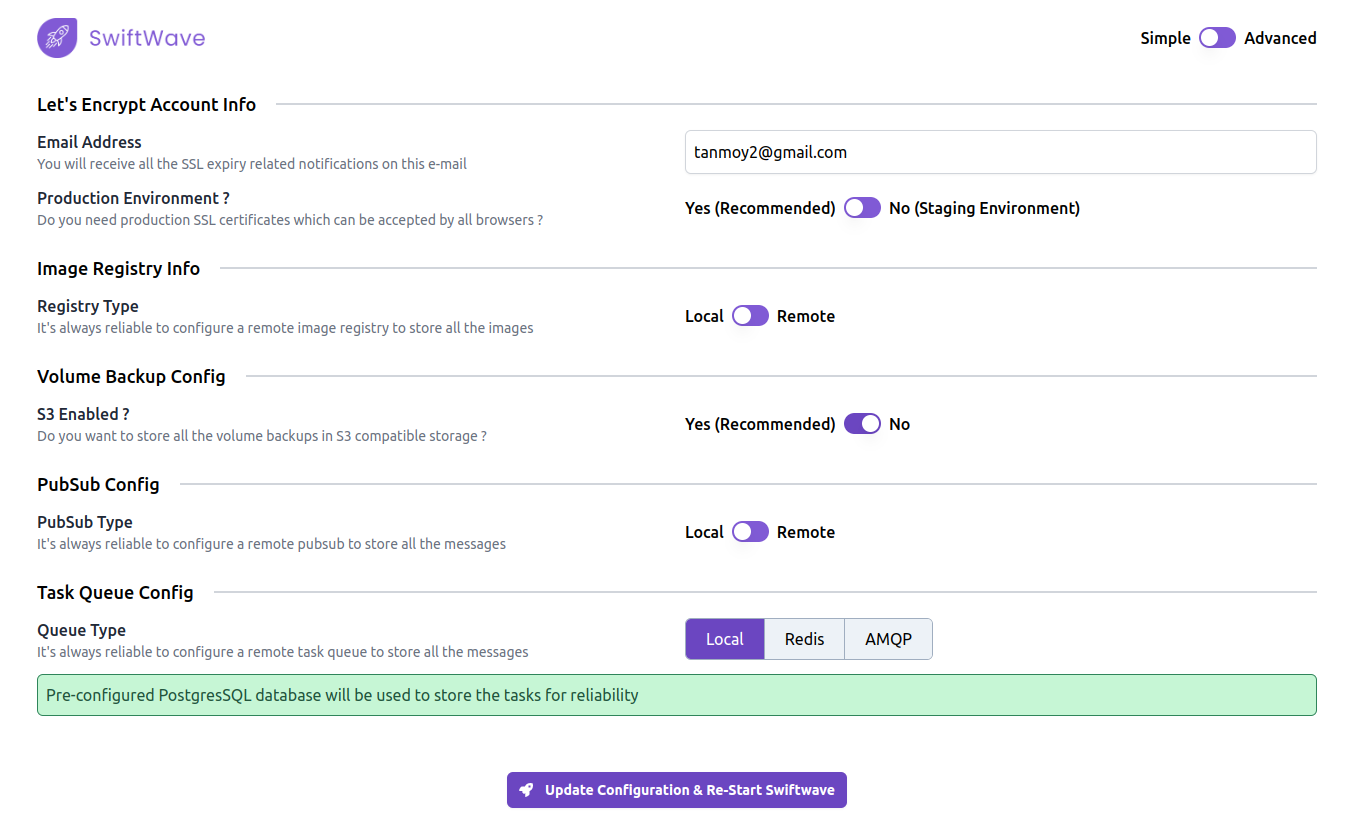 SwiftWave
Simple Advanced
Let's Encrypt Account Info
Email Address
You will receive all the SSL expiry related notifications on this e-mail
tanmoy2@gmail.com
Production Environment ?
Do you need production SSL certificates which can be accepted by all browsers ?
Yes (Recommended) No (Staging Environment)
Image Registry Info
Registry Type
It's always reliable to configure a remote image registry to store all the images
Local Remote
Volume Backup Config
S3 Enabled ?
Do you want to store all the volume backups in S3 compatible storage ?
Yes (Recommended) No
PubSub Config
PubSub Type
It's always reliable to configure a remote pubsub to store all the messages
Local Remote
Task Queue Config
Queue Type
It's always reliable to configure a remote task queue to store all the messages
Local Redis AMQP
Pre-configured PostgresSQL database will be used to store the tasks for reliability
Update Configuration & Re-Start Swiftwave